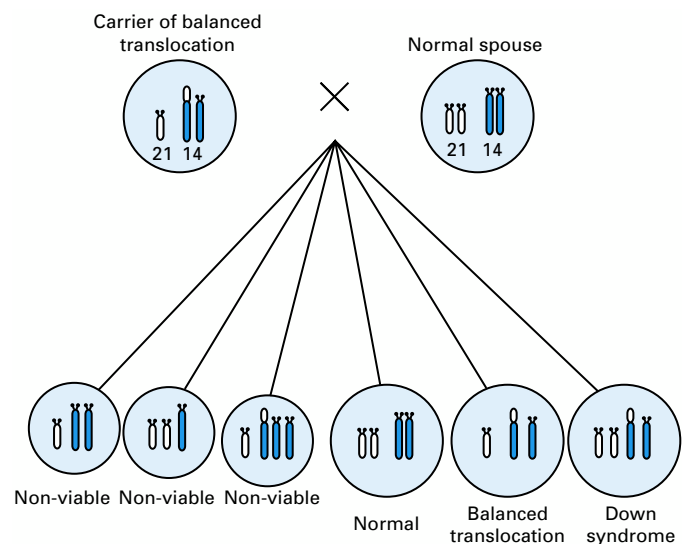 Carrier of balanced
translocation
Normal spouse
21 14
21 14
Non-viable Non-viable Non-viable
Normal
Balanced
translocation
Down
syndrome